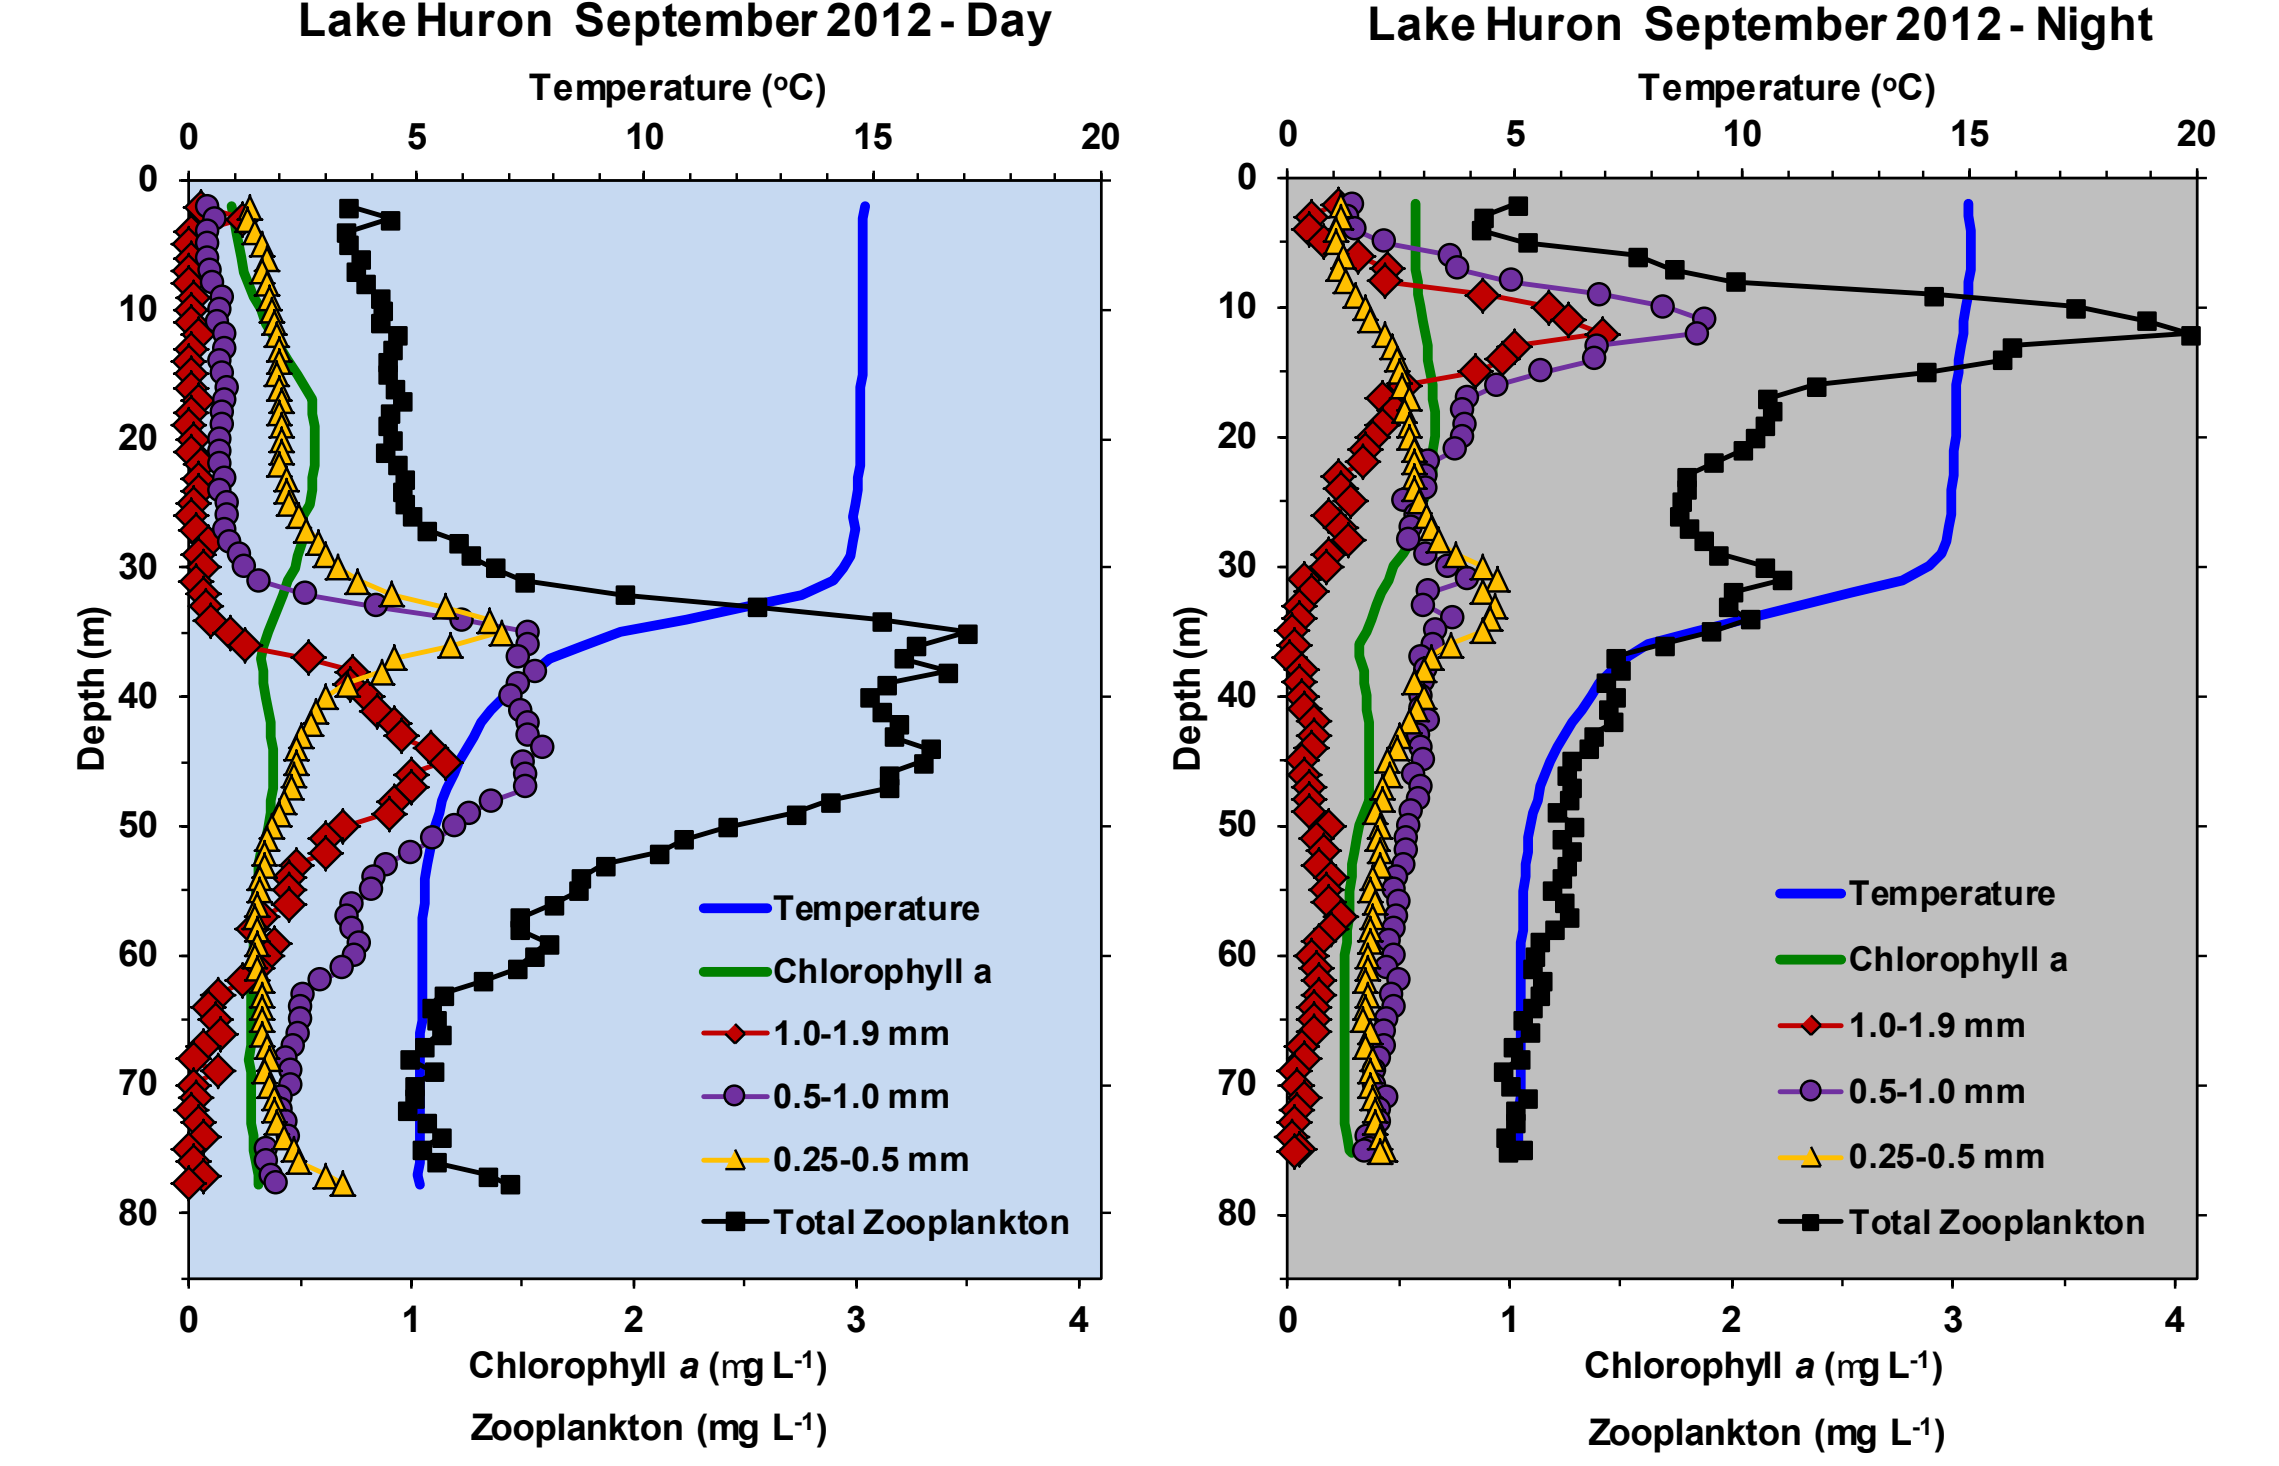 Lake Huron September 2012 - Day
Temperature (ºC)
0 5 10 15 20
0
10
20
30
40
50
60
70
80
Depth (m)
Temperature
Chlorophyll a
1.0-1.9 mm
0.5-1.0 mm
0.25-0.5 mm
Total Zooplankton
0 1 2 3 4
Chlorophyll a (mg L-1)
Zooplankton (mg L-1)
Lake Huron September 2012 - Night
Temperature (ºC)
0 5 10 15 20
0
10
20
30
40
50
60
70
80
Depth (m)
Temperature
Chlorophyll a
1.0-1.9 mm
0.5-1.0 mm
0.25-0.5 mm
Total Zooplankton
0 1 2 3 4
Chlorophyll a (mg L-1)
Zooplankton (mg L-1)